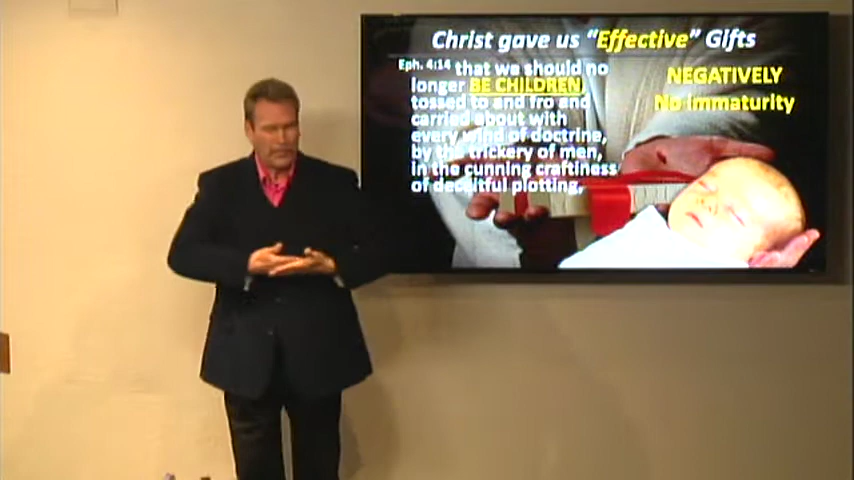 Christ gave us “Effective” Gifts
Eph. 4:14 that we should no
longer BE CHILDREN,
tossed to and fro and
carried about with
every wind of doctrine,
by the trickery of men,
in the cunning craftiness
of deceitful plotting,
NEGATIVELY
No immaturity